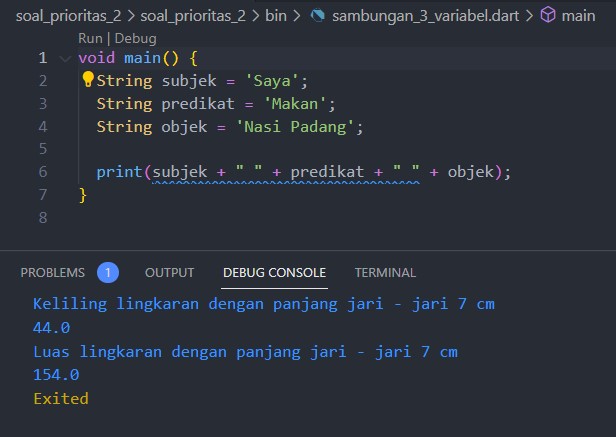 soal_prioritas_2 > soal_prioritas_2 > bin > sambungan_3_variabel.dart > main
Run | Debug
1 void main() {
2 String subjek = 'Saya';
3 String predikat = 'Makan';
4 String objek = 'Nasi Padang';
5
6 print(subjek + " " + predikat + " " + objek);
7 }
8
PROBLEMS 1 OUTPUT DEBUG CONSOLE TERMINAL
Keliling lingkaran dengan panjang jari - jari 7 cm
44.0
Luas lingkaran dengan panjang jari - jari 7 cm
154.0
Exited